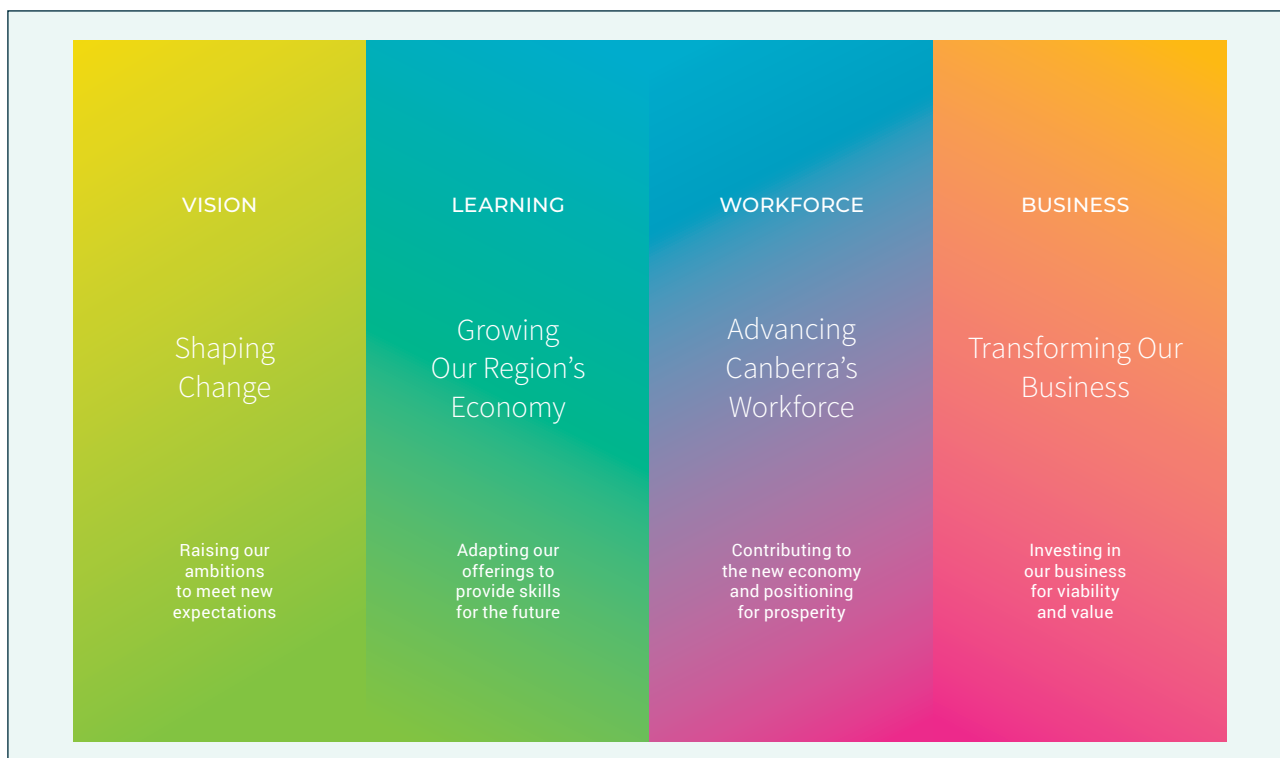 VISION
Shaping
Change
Raising our
ambitions
to meet new
expectations
LEARNING
Growing
Our Region’s
Economy
Adapting our
offerings to
provide skills
for the future
WORKFORCE
Advancing
Canberra’s
Workforce
Contributing to
the new economy
and positioning
for prosperity
BUSINESS
Transforming Our
Business
Investing in
our business
for viability
and value